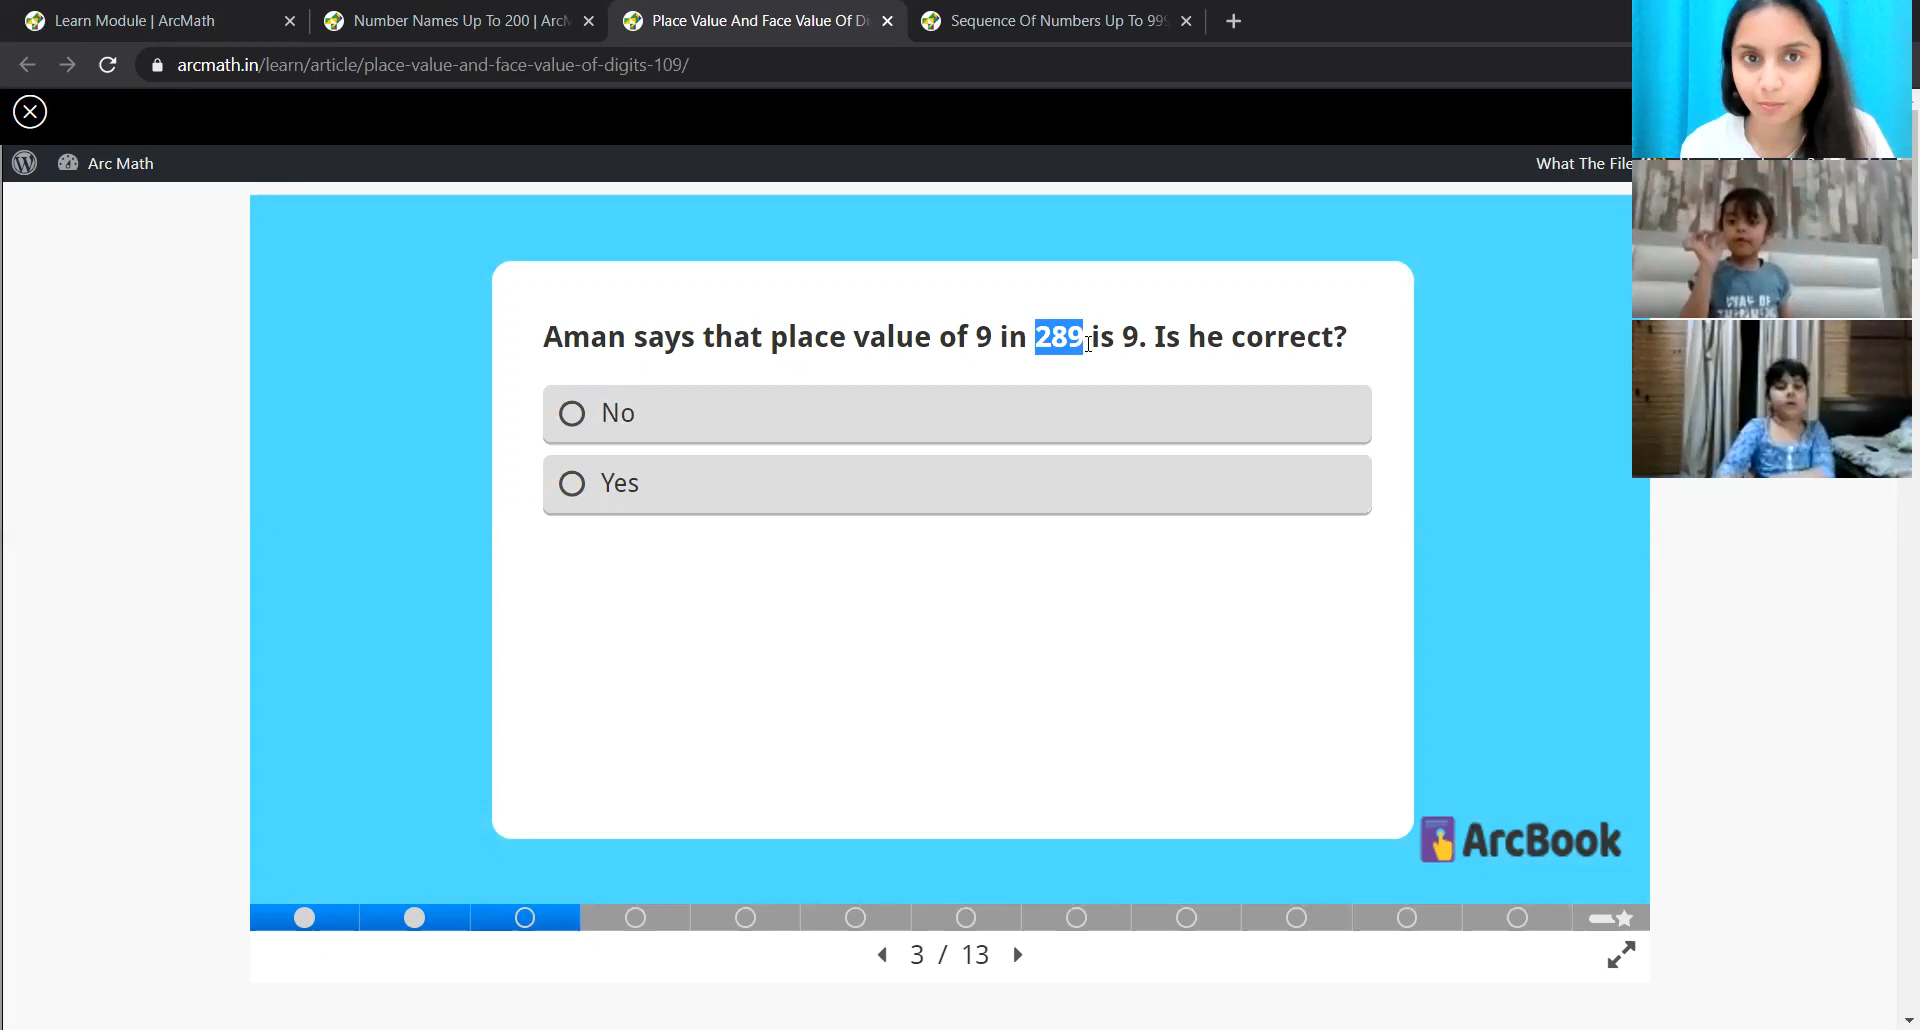 Learn Module | ArcMath
Number Names Up To 200 | Arc
Place Value And Face Value Of Di
Sequence Of Numbers Up To 999
arcmath.in/learn/article/place-value-and-face-value-of-digits-109/
Arc Math
What The File
Aman says that place value of 9 in 289 is 9. Is he correct?
No
Yes
ArcBook
3 / 13